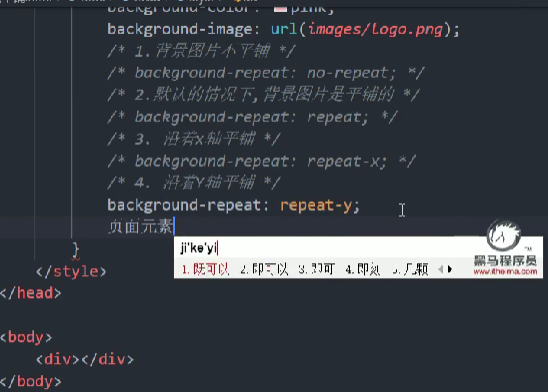 background-color: pink;
background-image: url(images/logo.png);
/* 1.背景图片不平铺 */
/* background-repeat: no-repeat; */
/* 2.默认的情况下,背景图片是平铺的 */
/* background-repeat: repeat; */
/* 3. 沿着x轴平铺 */
/* background-repeat: repeat-x; */
/* 4. 沿着Y轴平铺 */
background-repeat: repeat-y;
页面元素
ji'ke'yi
1.既可以 2.即可以 3.即可 4.即刻 5.几颗
}
黑马程序员
www.itheima.com
</style>
</head>
<body>
<div></div>
</body>